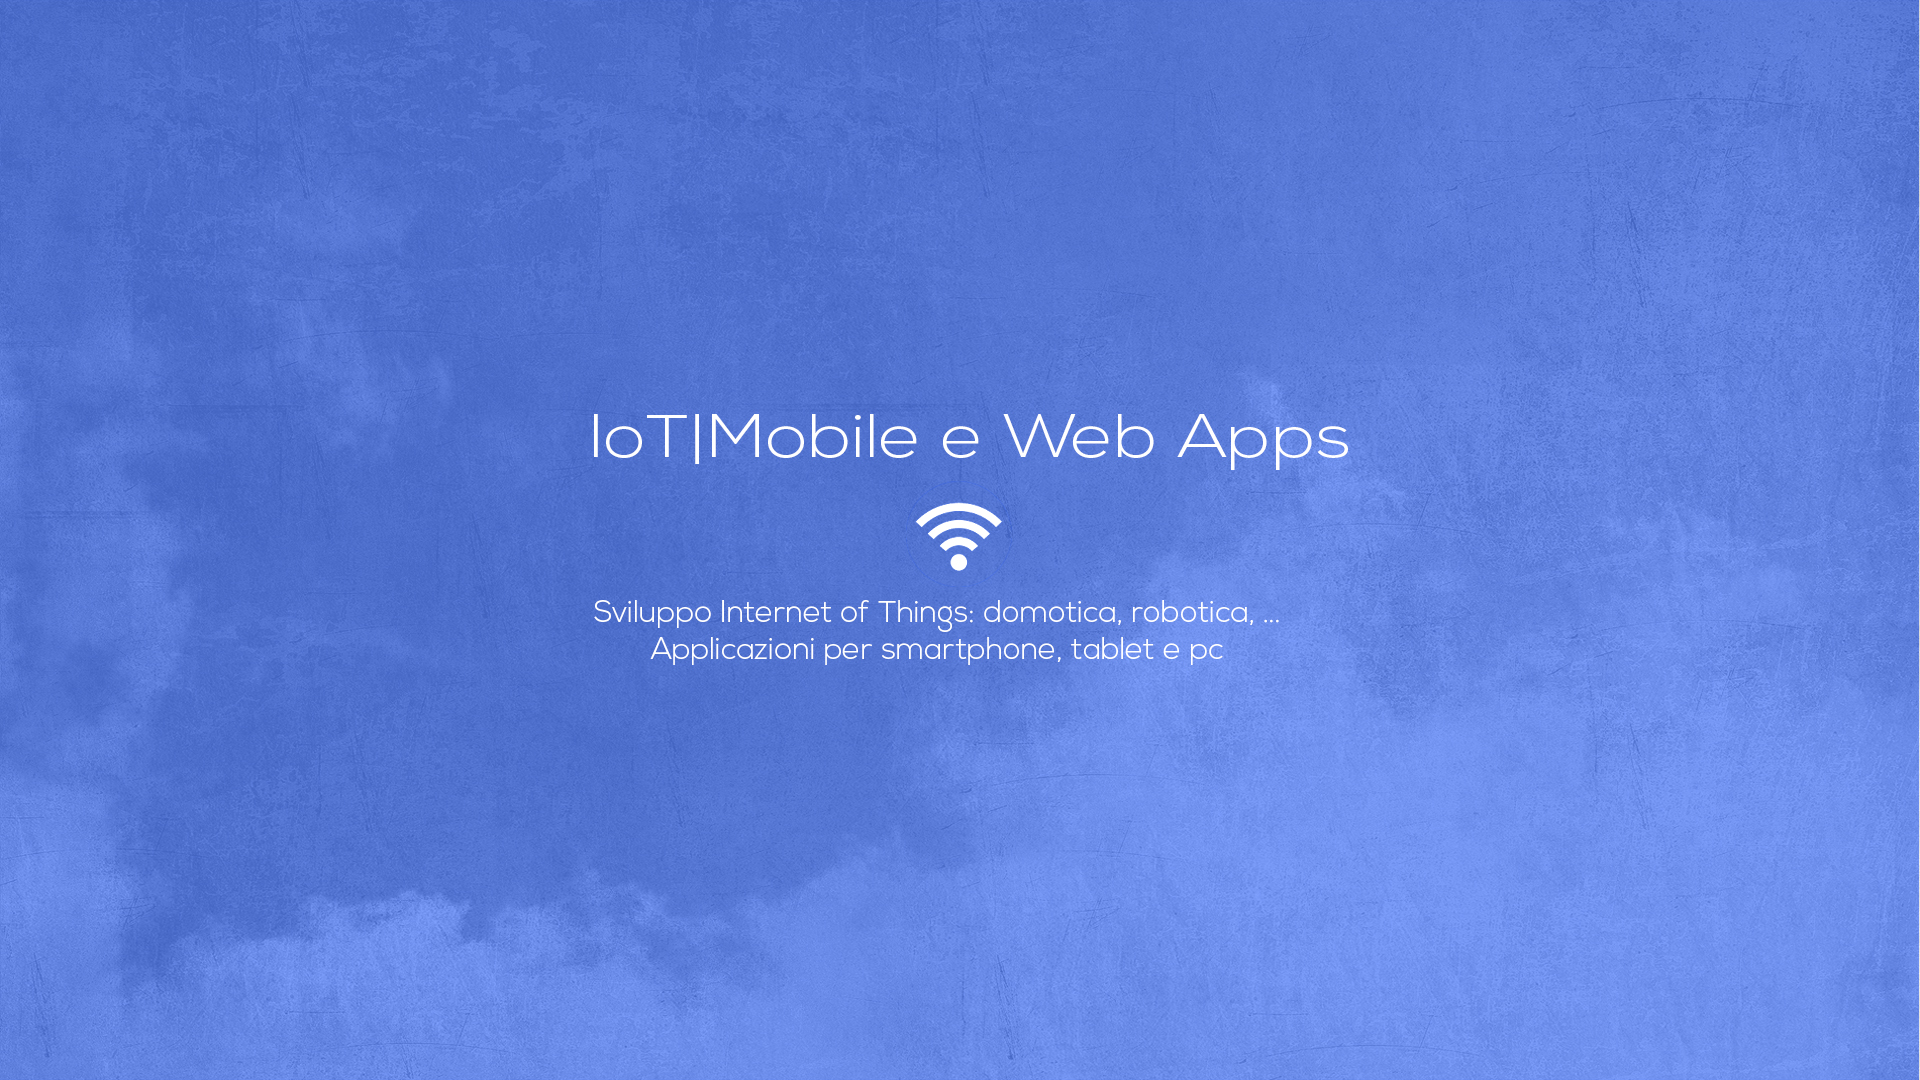 IoT|Mobile e Web Apps
Sviluppo Internet of Things: domotica, robotica, ...
Applicazioni per smartphone, tablet e pc